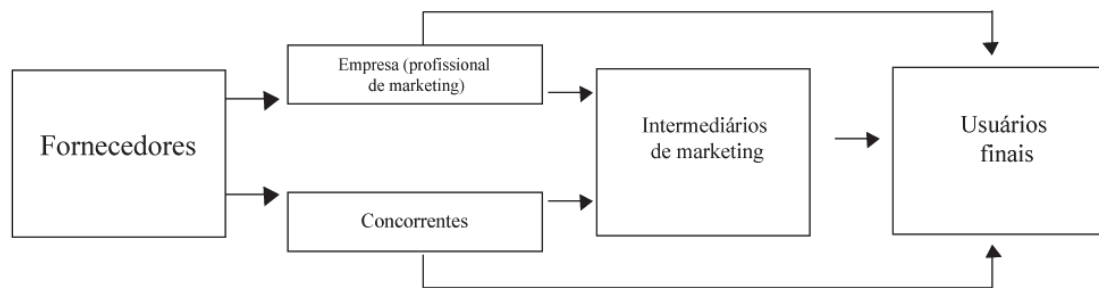 Fornecedores
Empresa (profissional
de marketing)
Concorrentes
Intermediários
de marketing
Usuários
finais